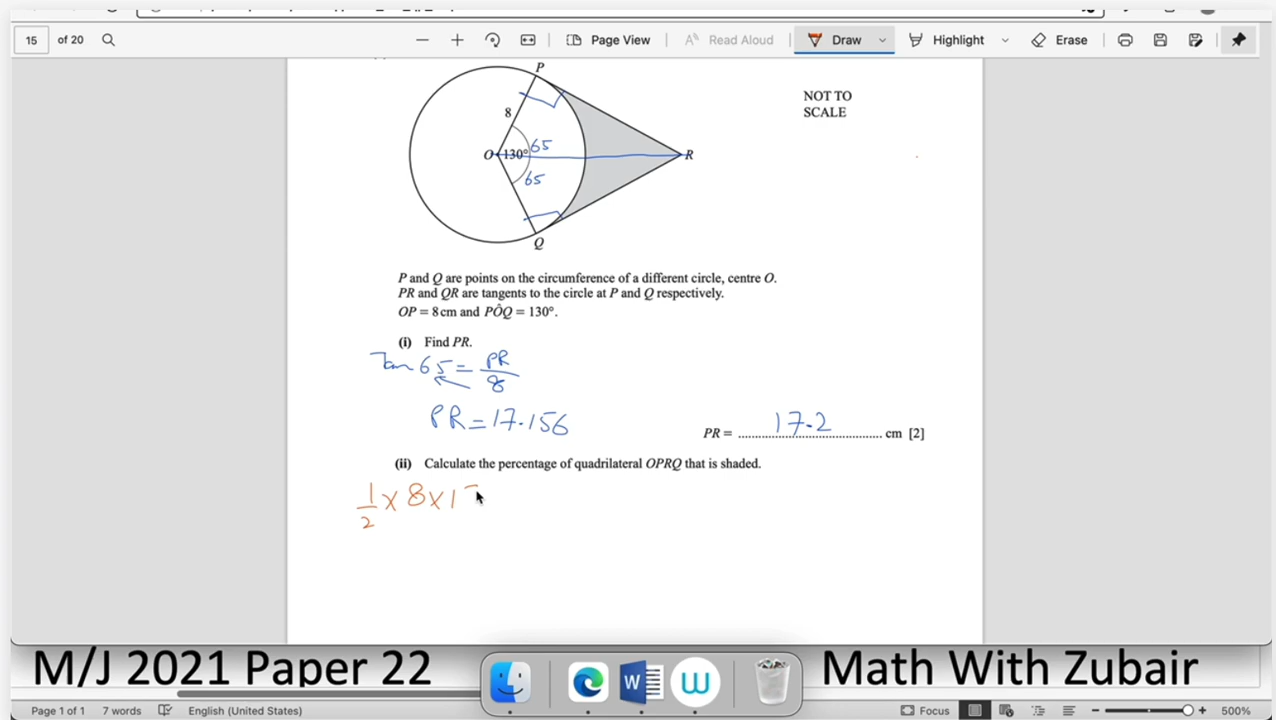 15 of 20
Page View
Read Aloud
Draw
Highlight
Erase
P
NOT TO
SCALE
8
O 130° 65
R
65
Q
P and Q are points on the circumference of a different circle, centre O.
PR and QR are tangents to the circle at P and Q respectively.
OP = 8 cm and PÔQ = 130°.
(i) Find PR.
Tan 65 = PR/8
PR = 17.156
17.2
PR = ........................................ cm [2]
(ii) Calculate the percentage of quadrilateral OPRQ that is shaded.
1/2 × 8 × 1
M/J 2021 Paper 22
Math With Zubair
W
Page 1 of 1 7 words English (United States) Focus 500%